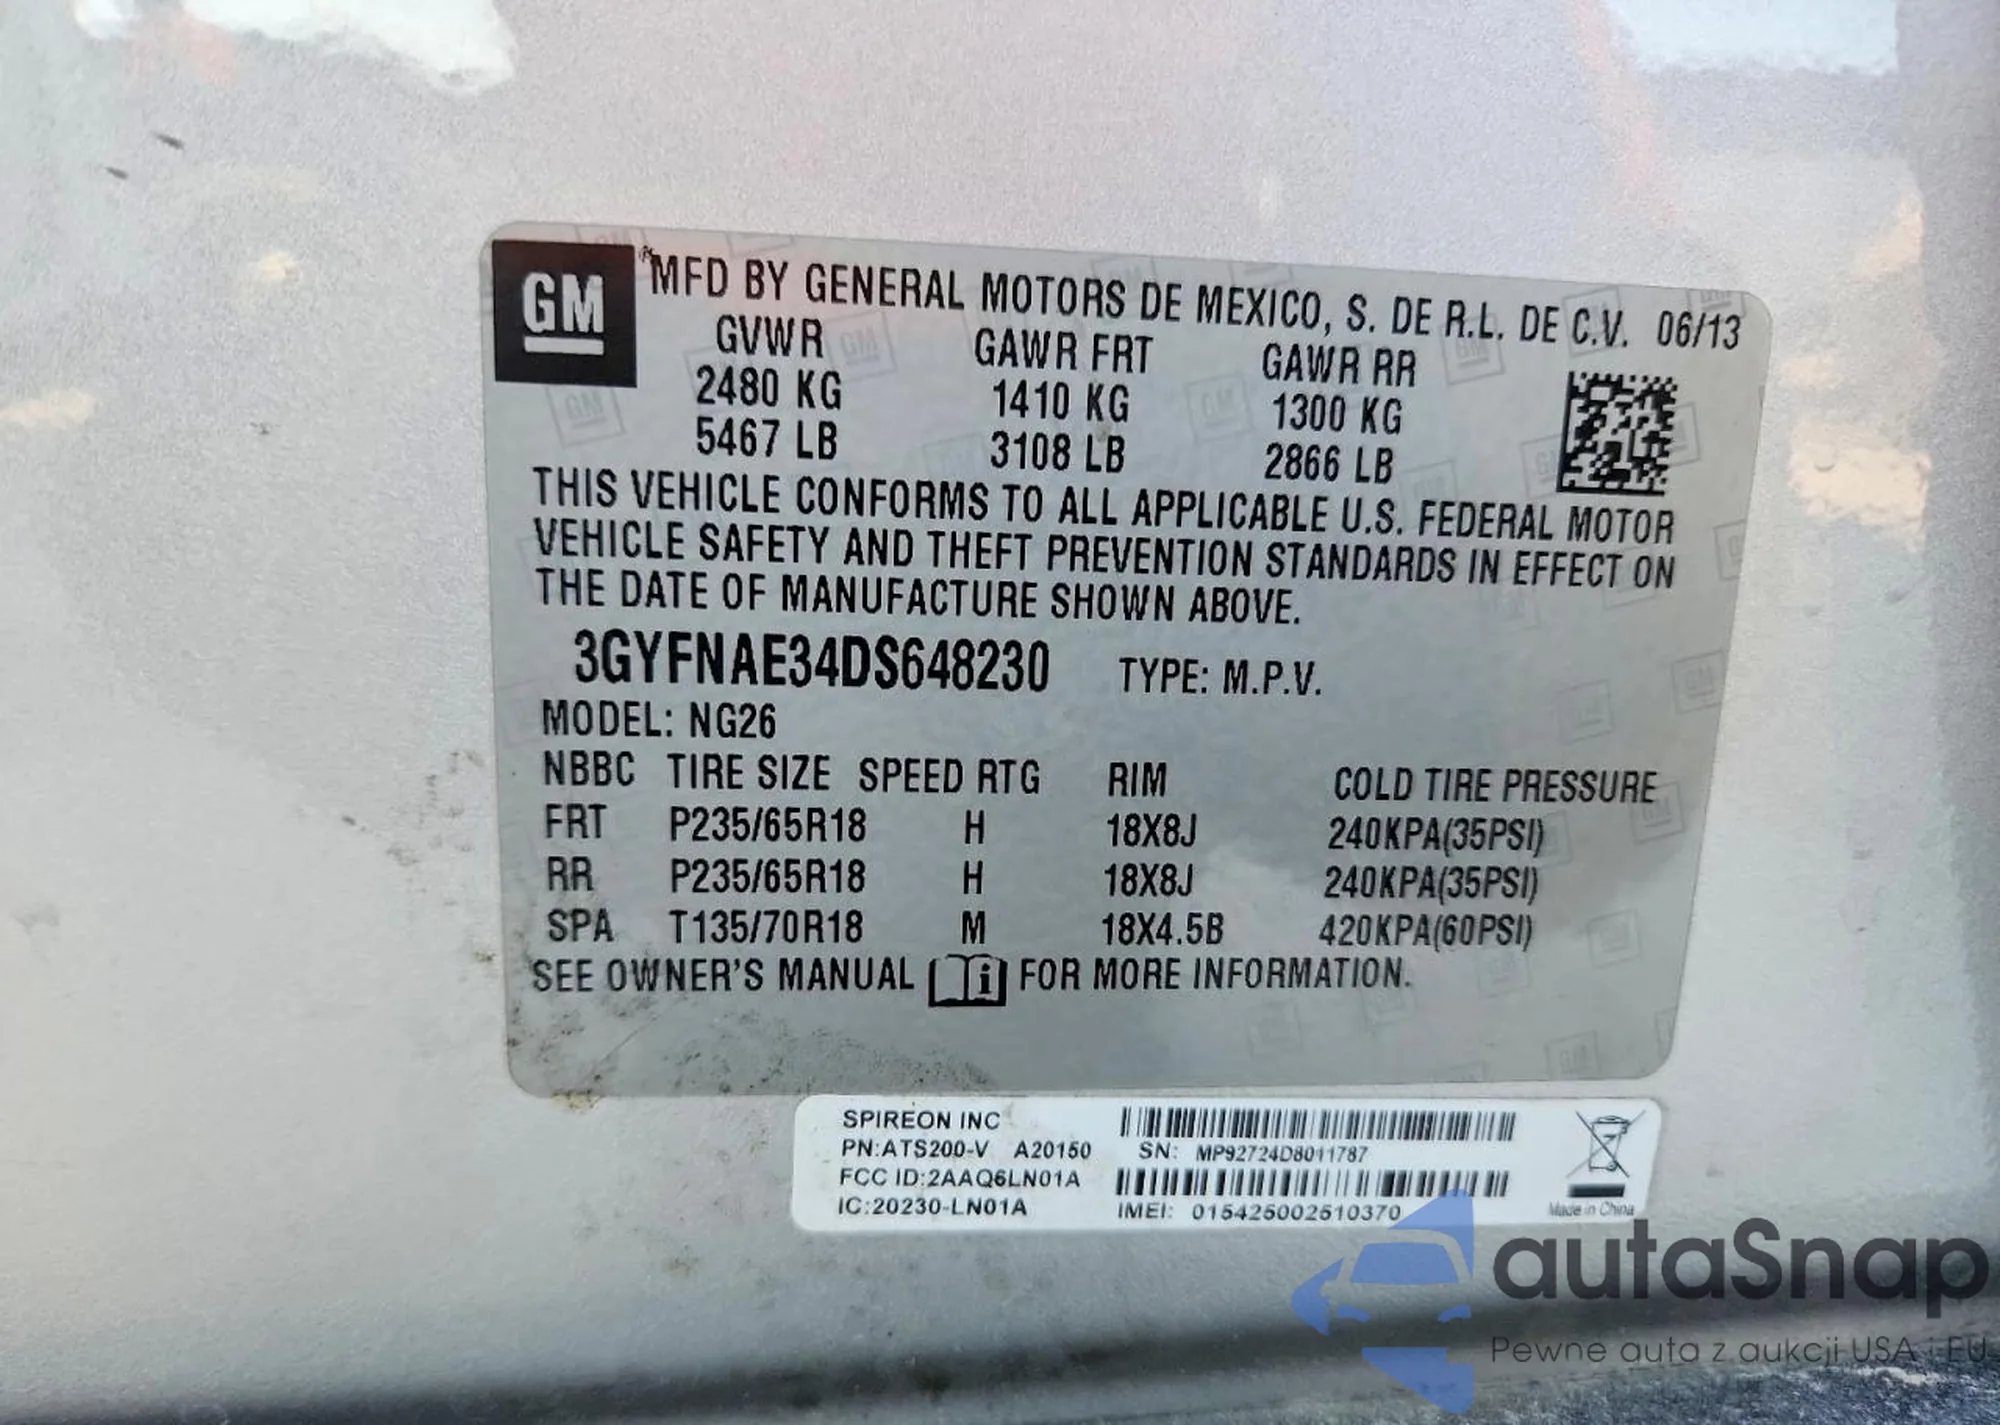 GM
MFD BY GENERAL MOTORS DE MEXICO, S. DE R.L. DE C.V. 06/13
GVWR GAWR FRT GAWR RR
2480 KG 1410 KG 1300 KG
5467 LB 3108 LB 2866 LB
THIS VEHICLE CONFORMS TO ALL APPLICABLE U.S. FEDERAL MOTOR
VEHICLE SAFETY AND THEFT PREVENTION STANDARDS IN EFFECT ON
THE DATE OF MANUFACTURE SHOWN ABOVE.
3GYFNAE34DS648230 TYPE: M.P.V.
MODEL: NG26
NBBC TIRE SIZE SPEED RTG RIM COLD TIRE PRESSURE
FRT P235/65R18 H 18X8J 240KPA(35PSI)
RR P235/65R18 H 18X8J 240KPA(35PSI)
SPA T135/70R18 M 18X4.5B 420KPA(60PSI)
SEE OWNER'S MANUAL i FOR MORE INFORMATION.
SPIREON INC
PN:ATS200-V A20150 SN: MP92724D8011787
FCC ID:2AAQ6LN01A
IC:20230-LN01A IMEI: 015425002510370
Made in China
autaSnap
Pewne auta z aukcji USA i EU